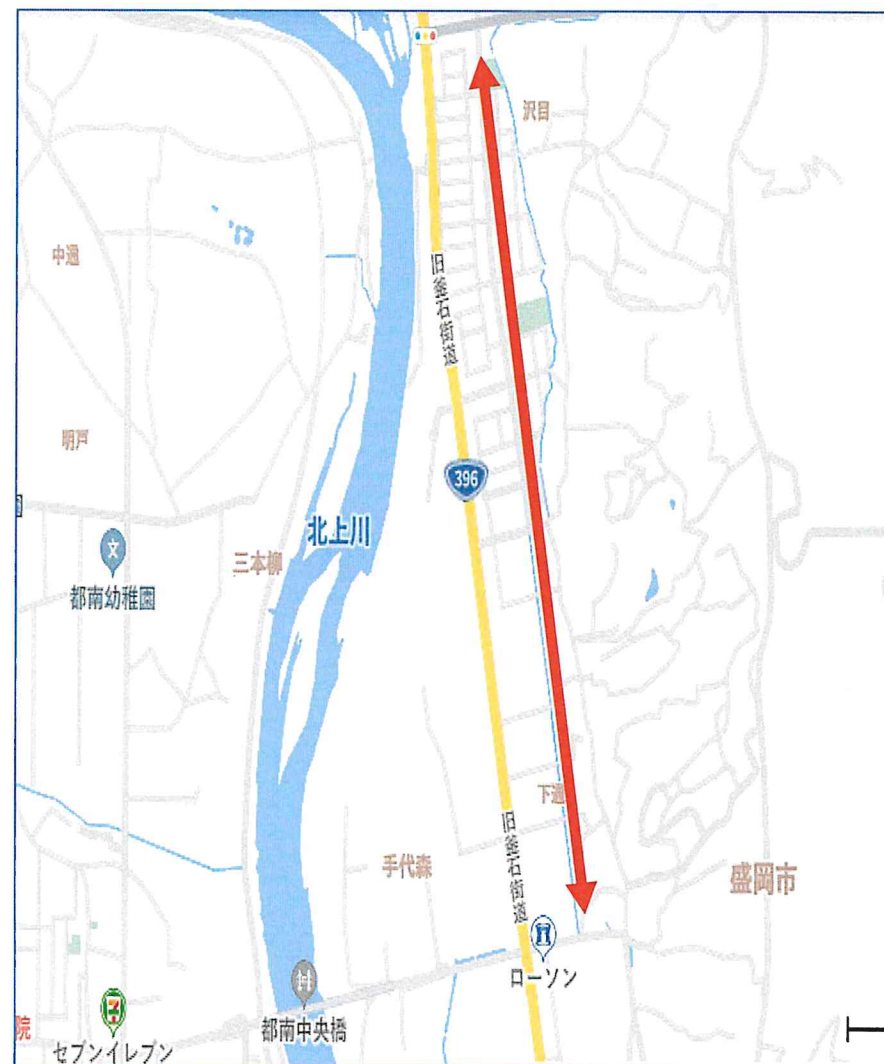 沢目
中通
旧釜石街道
明戸
396
北上川
文
三本柳
都南幼稚園
下通
旧釜石街道
手代森
盛岡市
ローソン
7
院
都南中央橋
セブンイレブン